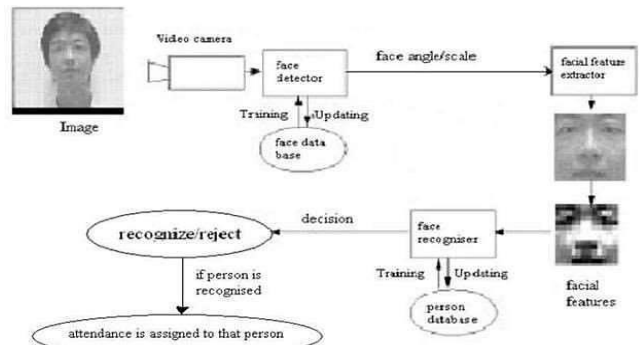 Video camera
face
detector
face angle/scale
facial feature
extractor
Image
Training
Updating
face data
base
decision
recognize/reject
face
recogniser
if person is
recognised
Training
Updating
facial
features
person
database
attendance is assigned to that person